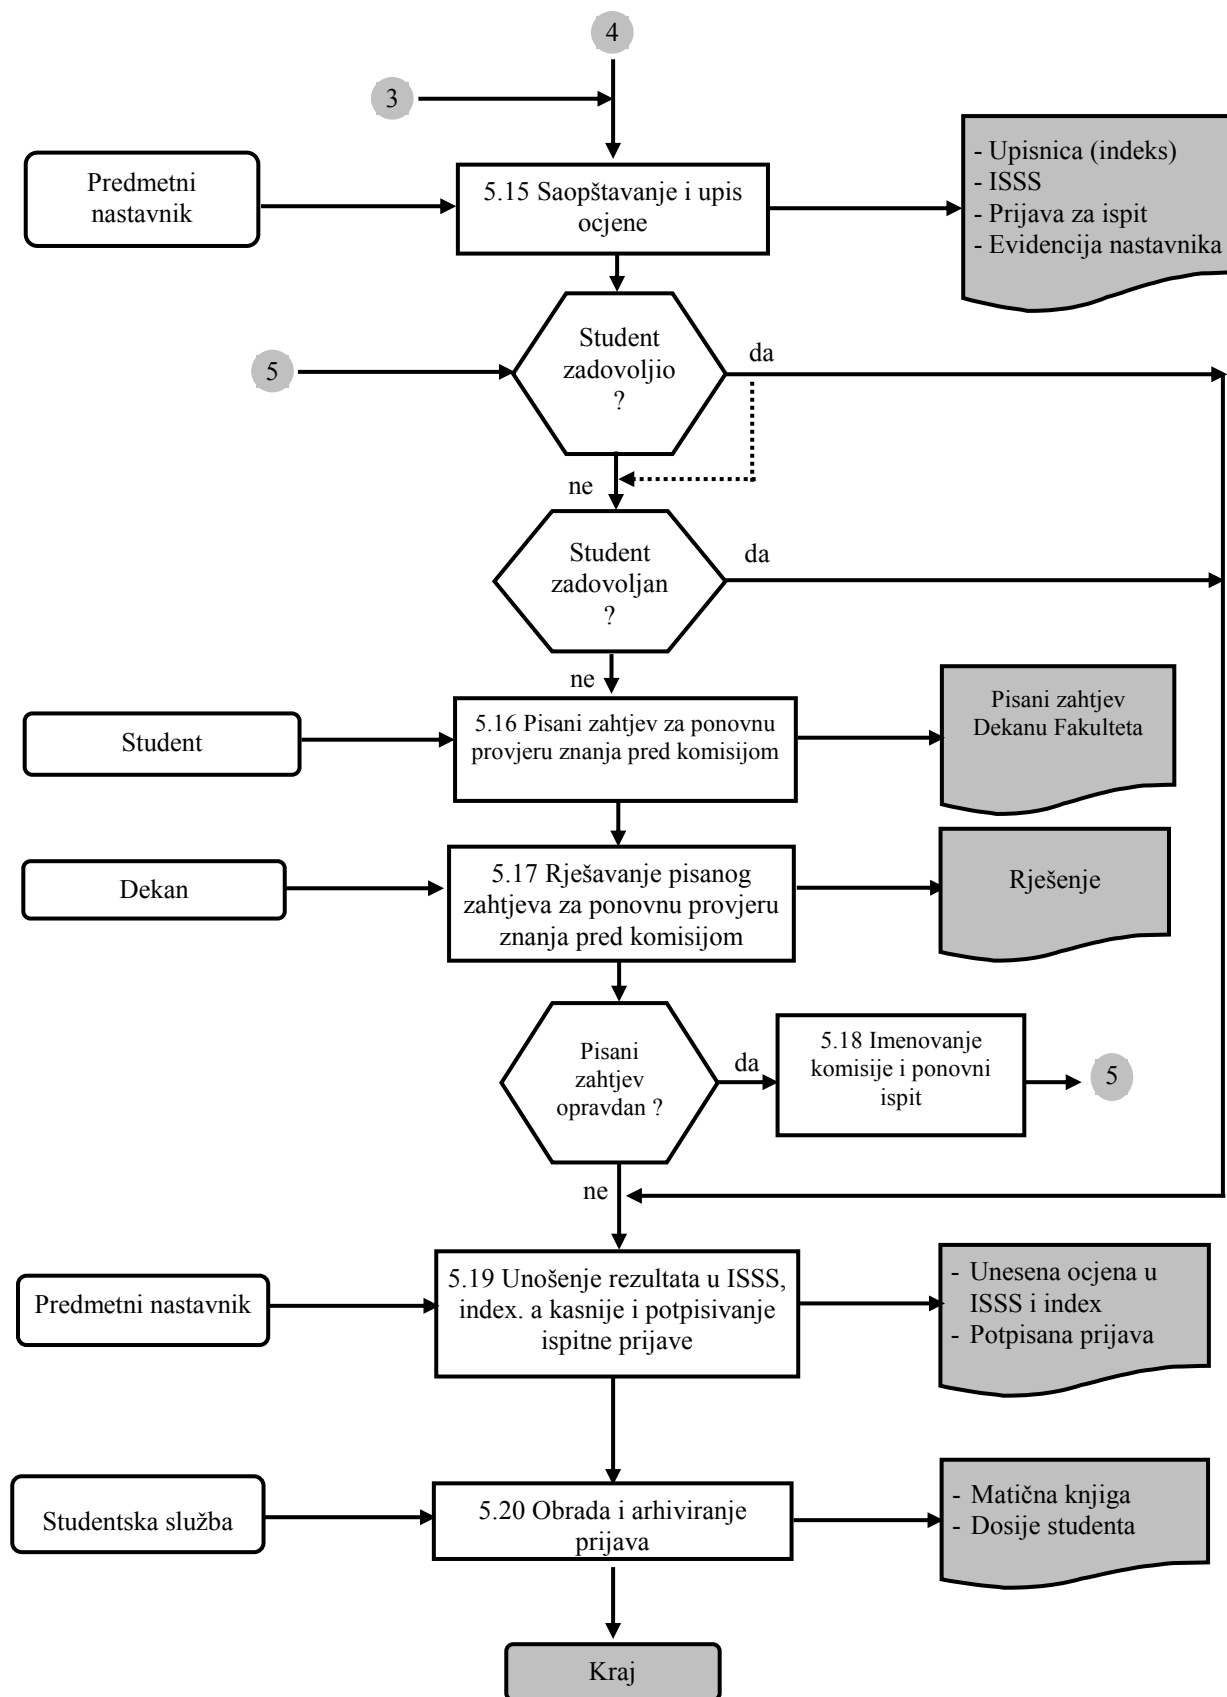 4
3
Predmetni
nastavnik
5.15 Saopštavanje i upis
ocjene
- Upisnica (indeks)
- ISSS
- Prijava za ispit
- Evidencija nastavnika
5
Student
zadovoljio
?
da
ne
Student
zadovoljan
?
da
ne
Student
5.16 Pisani zahtjev za ponovnu
provjeru znanja pred komisijom
Pisani zahtjev
Dekanu Fakulteta
Dekan
5.17 Rješavanje pisanog
zahtjeva za ponovnu provjeru
znanja pred komisijom
Rješenje
Pisani
zahtjev
opravdan ?
da
5.18 Imenovanje
komisije i ponovni
ispit
5
ne
Predmetni nastavnik
5.19 Unošenje rezultata u ISSS,
index. a kasnije i potpisivanje
ispitne prijave
- Unesena ocjena u
ISSS i index
- Potpisana prijava
Studentska služba
5.20 Obrada i arhiviranje
prijava
- Matična knjiga
- Dosije studenta
Kraj